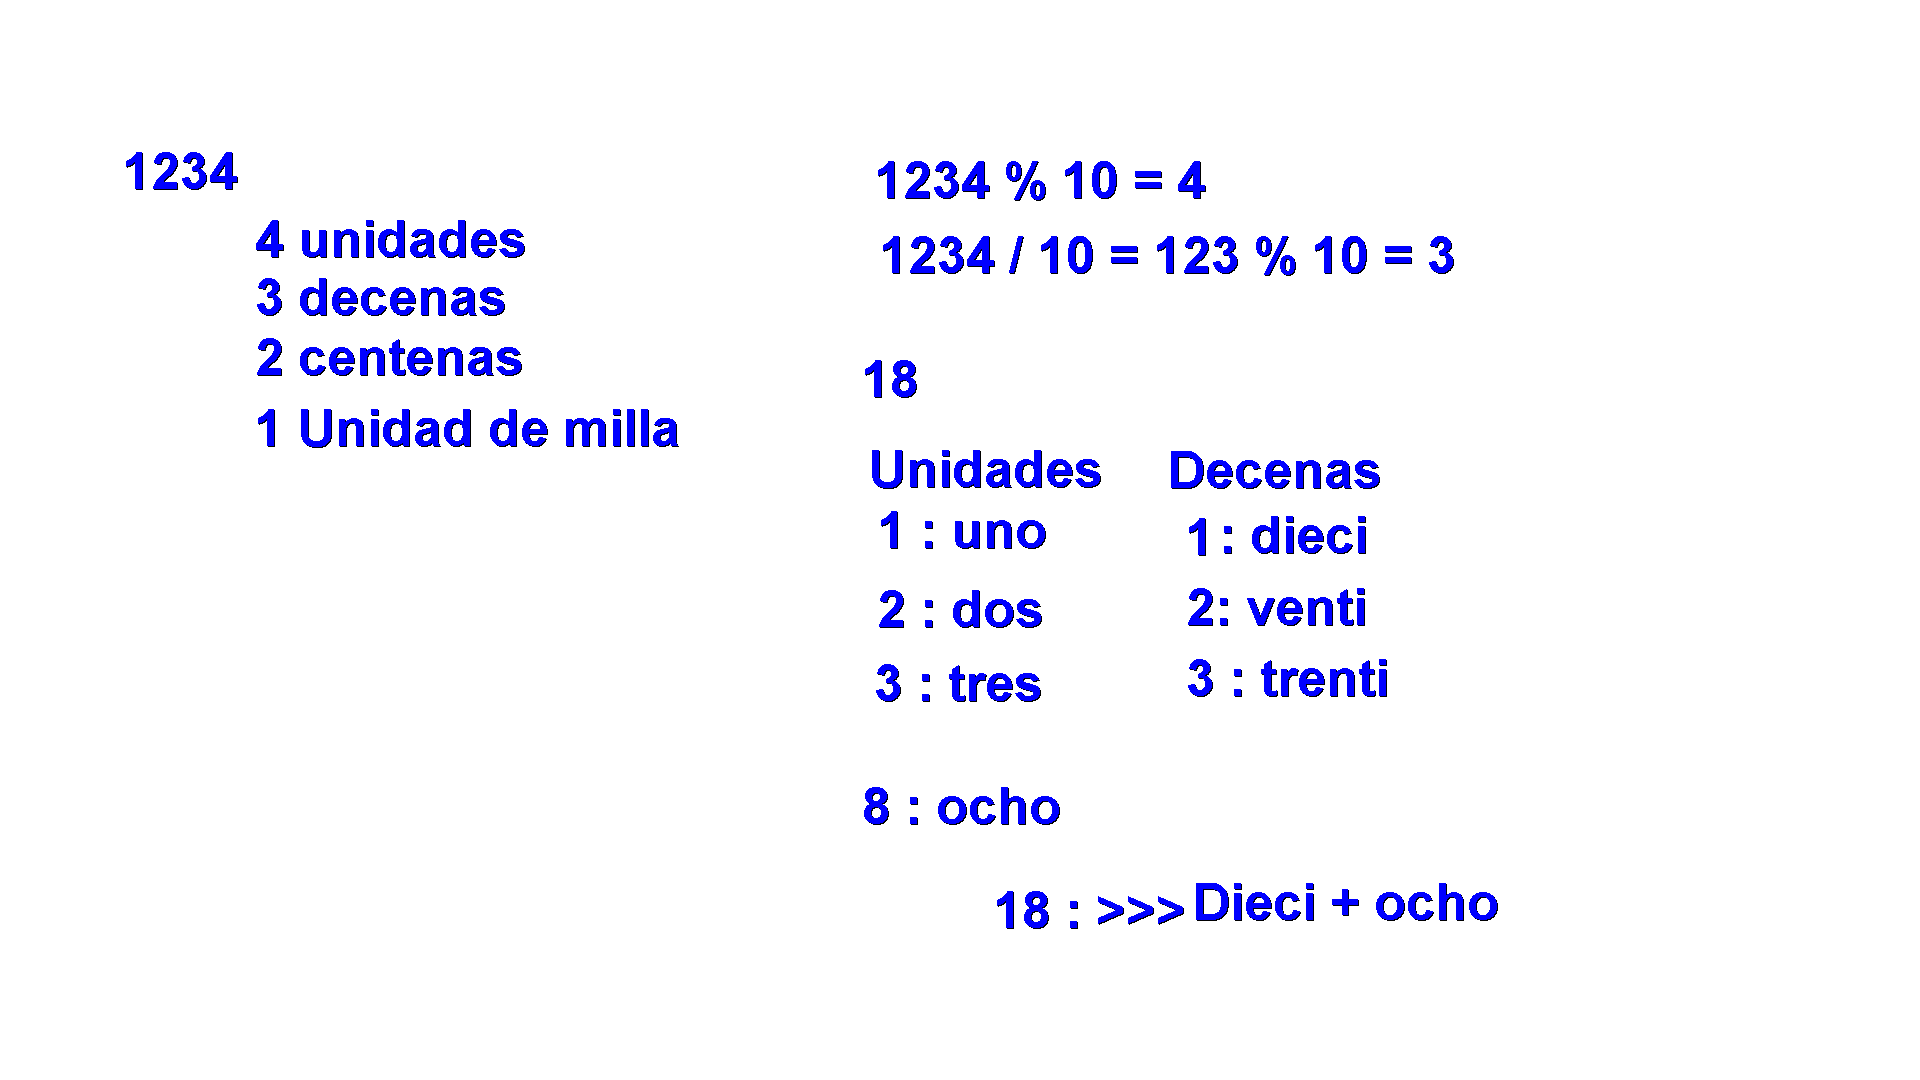 1234
4 unidades
3 decenas
2 centenas
1 Unidad de milla
1234 % 10 = 4
1234 / 10 = 123 % 10 = 3
18
Unidades Decenas
1 : uno 1 : dieci
2 : dos 2: venti
3 : tres 3 : trenti
8 : ocho
18 : >>> Dieci + ocho